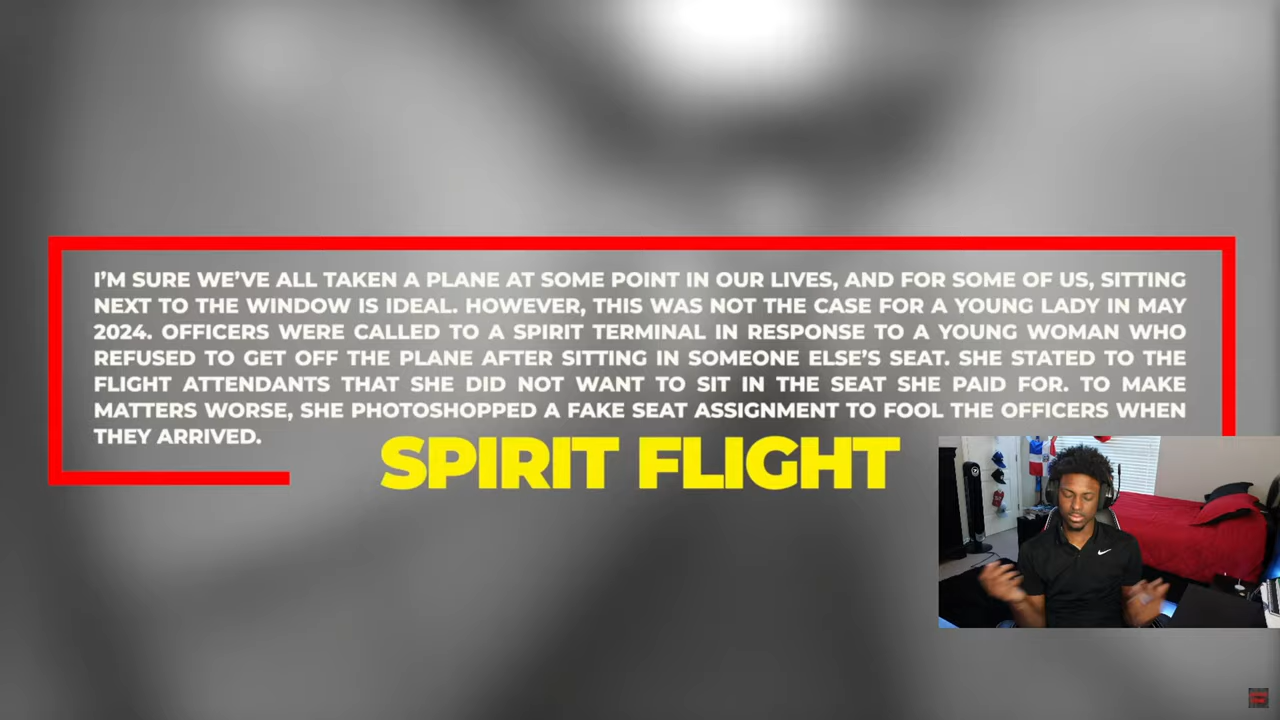 I'M SURE WE'VE ALL TAKEN A PLANE AT SOME POINT IN OUR LIVES, AND FOR SOME OF US, SITTING
NEXT TO THE WINDOW IS IDEAL. HOWEVER, THIS WAS NOT THE CASE FOR A YOUNG LADY IN MAY
2024. OFFICERS WERE CALLED TO A SPIRIT TERMINAL IN RESPONSE TO A YOUNG WOMAN WHO
REFUSED TO GET OFF THE PLANE AFTER SITTING IN SOMEONE ELSE'S SEAT. SHE STATED TO THE
FLIGHT ATTENDANTS THAT SHE DID NOT WANT TO SIT IN THE SEAT SHE PAID FOR. TO MAKE
MATTERS WORSE, SHE PHOTOSHOPPED A FAKE SEAT ASSIGNMENT TO FOOL THE OFFICERS WHEN
THEY ARRIVED.
SPIRIT FLIGHT